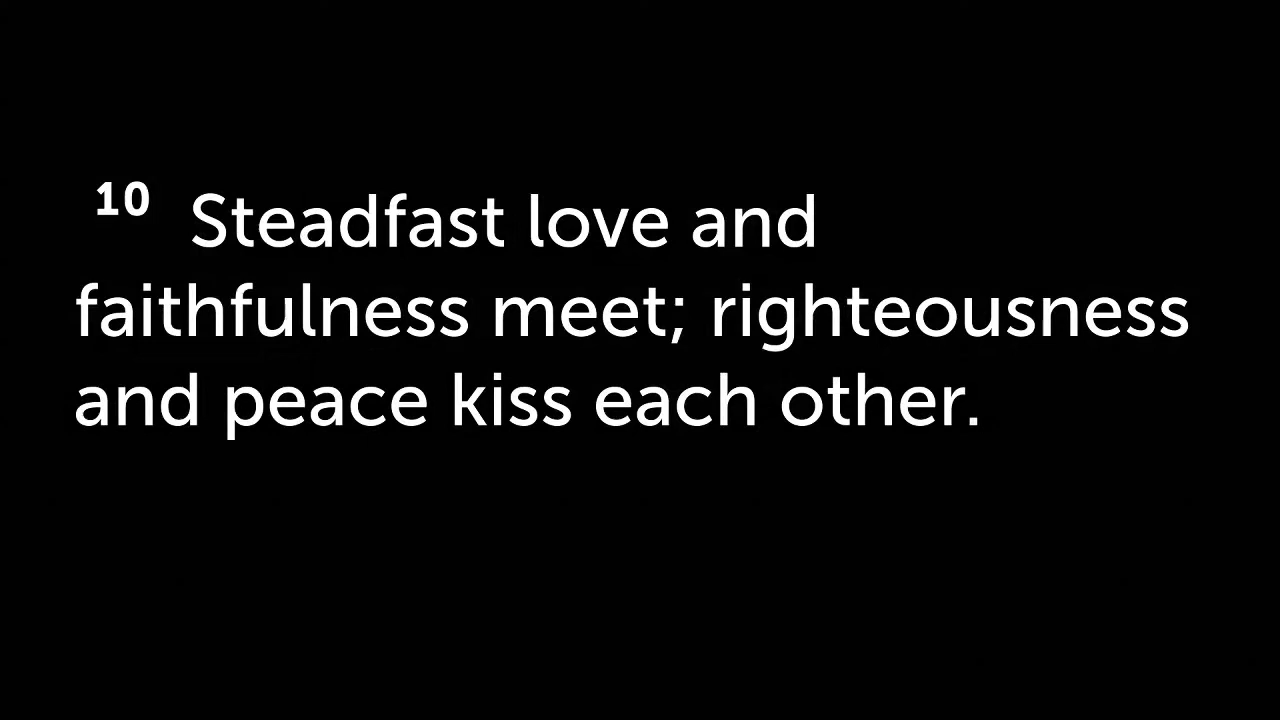 10 Steadfast love and
faithfulness meet; righteousness
and peace kiss each other.